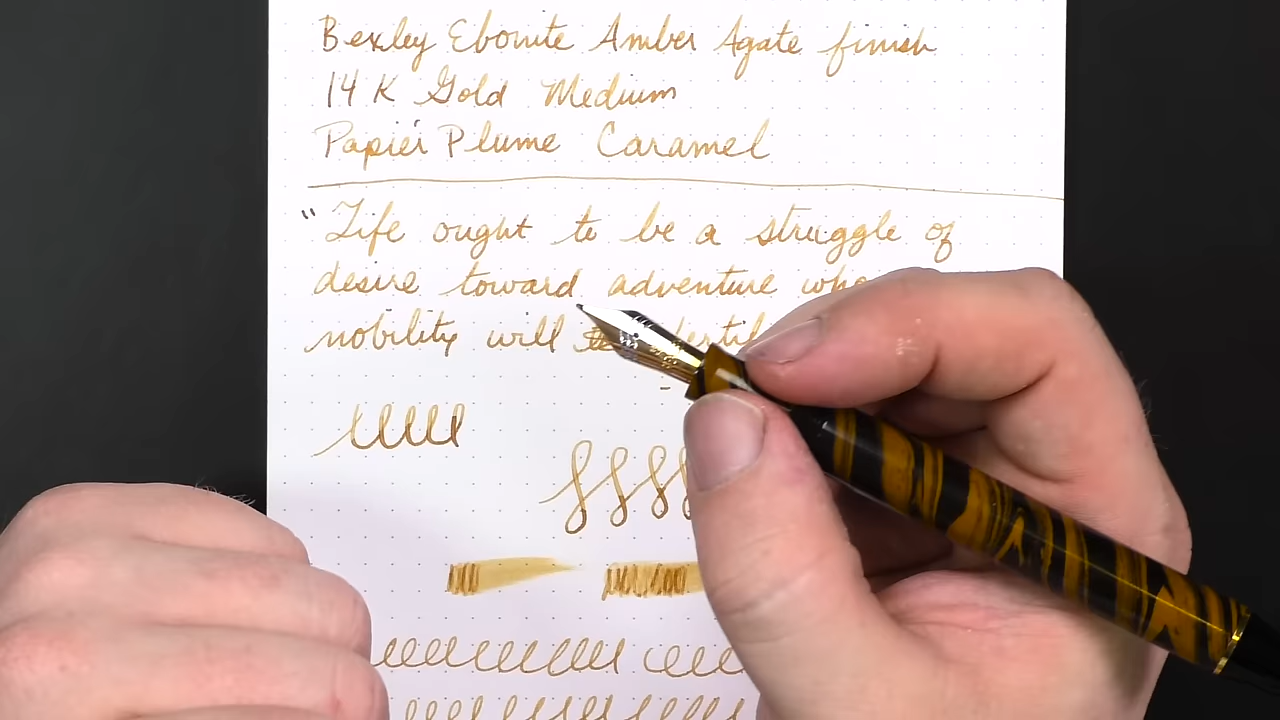 Bexley Ebonite Amber Agate finish
14 K Gold Medium
Papier Plume Caramel
"Life ought to be a struggle of
desire toward adventure
nobility will